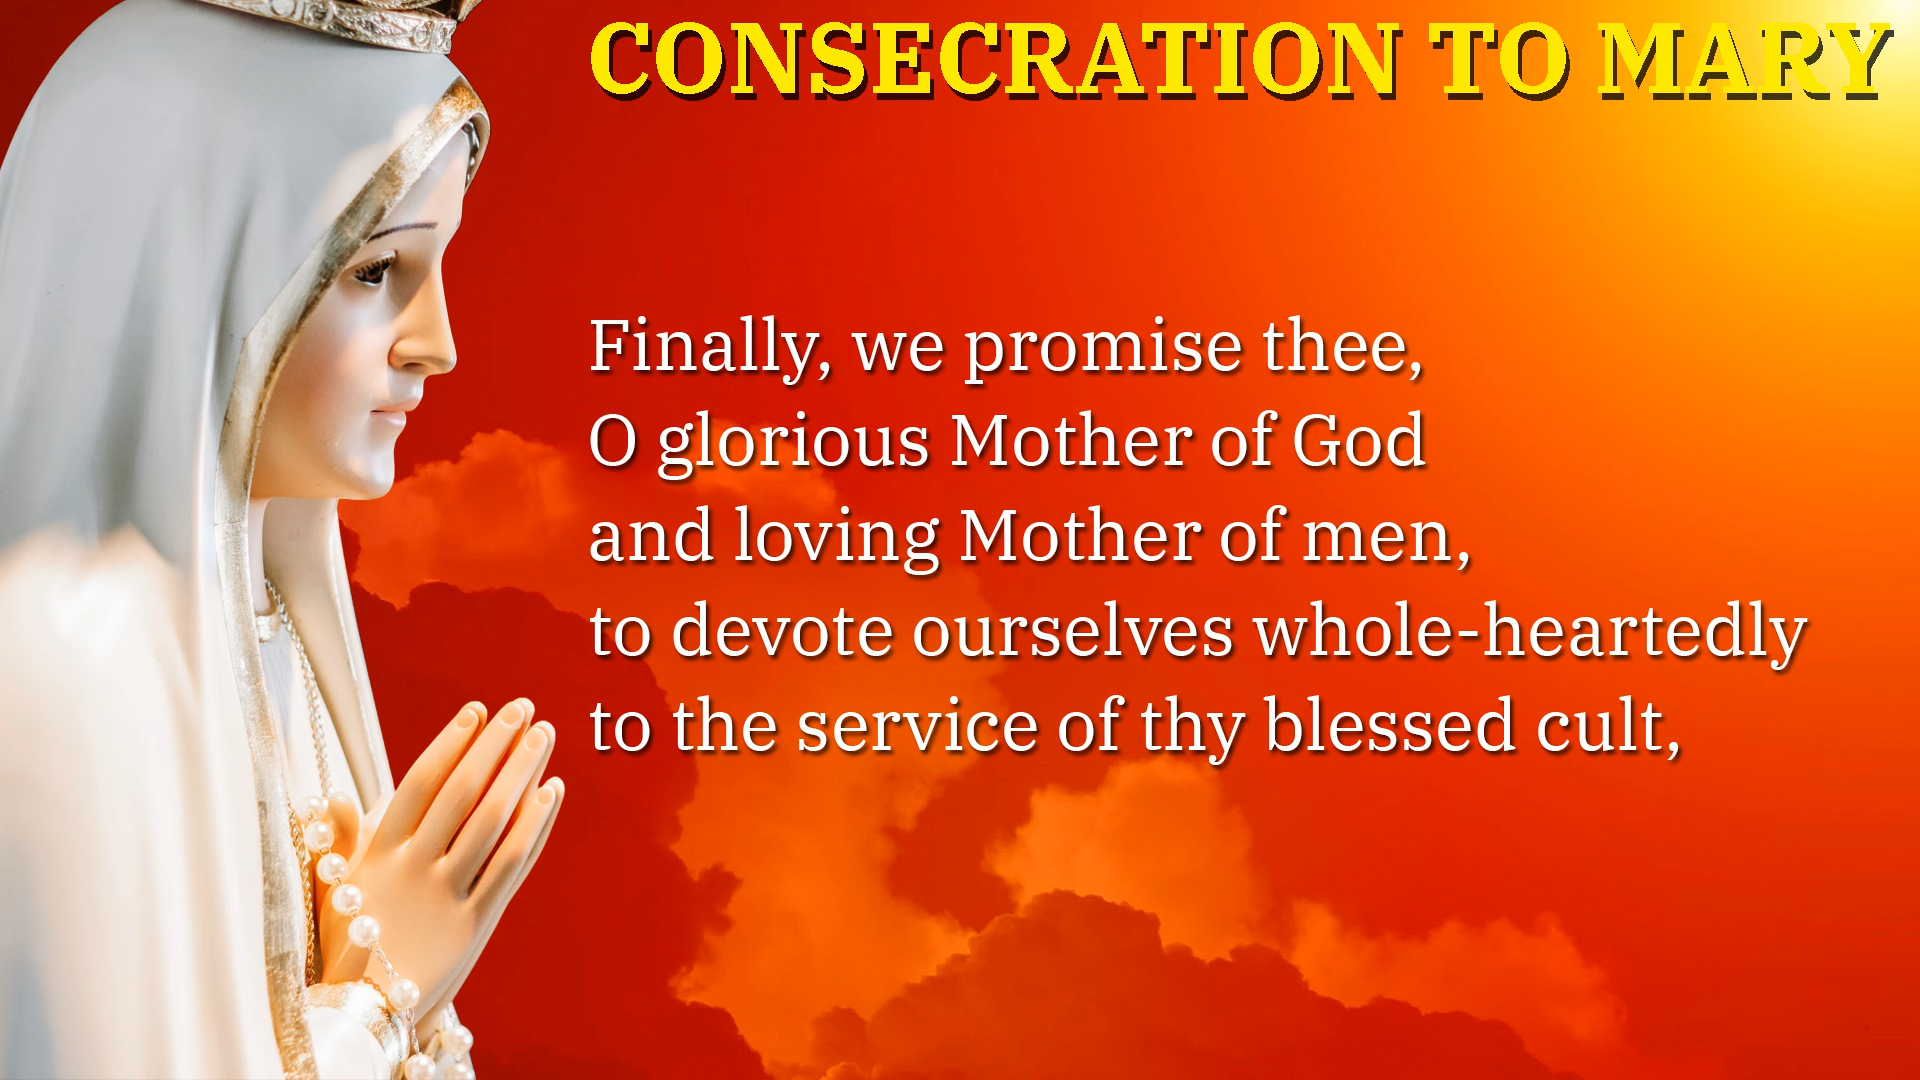 CONSECRATION TO MARY
Finally, we promise thee,
O glorious Mother of God
and loving Mother of men,
to devote ourselves whole-heartedly
to the service of thy blessed cult,